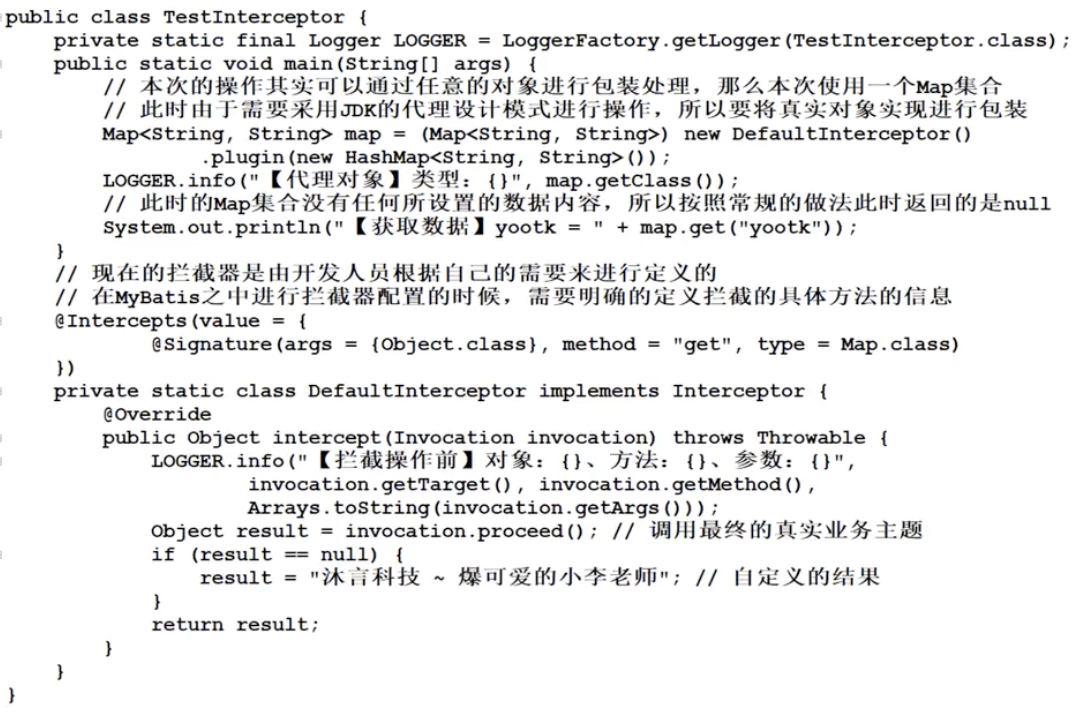 public class TestInterceptor {
    private static final Logger LOGGER = LoggerFactory.getLogger(TestInterceptor.class);
    public static void main(String[] args) {
        // 本次的操作其实可以通过任意的对象进行包装处理，那么本次使用一个Map集合
        // 此时由于需要采用JDK的代理设计模式进行操作，所以要将真实对象实现进行包装
        Map<String, String> map = (Map<String, String>) new DefaultInterceptor()
                .plugin(new HashMap<String, String>());
        LOGGER.info("【代理对象】类型：{}", map.getClass());
        // 此时的Map集合没有任何所设置的数据内容，所以按照常规的做法此时返回的是null
        System.out.println("【获取数据】yootk = " + map.get("yootk"));
    }
    // 现在的拦截器是由开发人员根据自己的需要来进行定义的
    // 在MyBatis之中进行拦截器配置的时候，需要明确的定义拦截的具体方法的信息
    @Intercepts(value = {
            @Signature(args = {Object.class}, method = "get", type = Map.class)
    })
    private static class DefaultInterceptor implements Interceptor {
        @Override
        public Object intercept(Invocation invocation) throws Throwable {
            LOGGER.info("【拦截操作前】对象：{}、方法：{}、参数：{}",
                    invocation.getTarget(), invocation.getMethod(),
                    Arrays.toString(invocation.getArgs()));
            Object result = invocation.proceed(); // 调用最终的真实业务主题
            if (result == null) {
                result = "沐言科技 ~ 爆可爱的小李老师"; // 自定义的结果
            }
            return result;
        }
    }
}